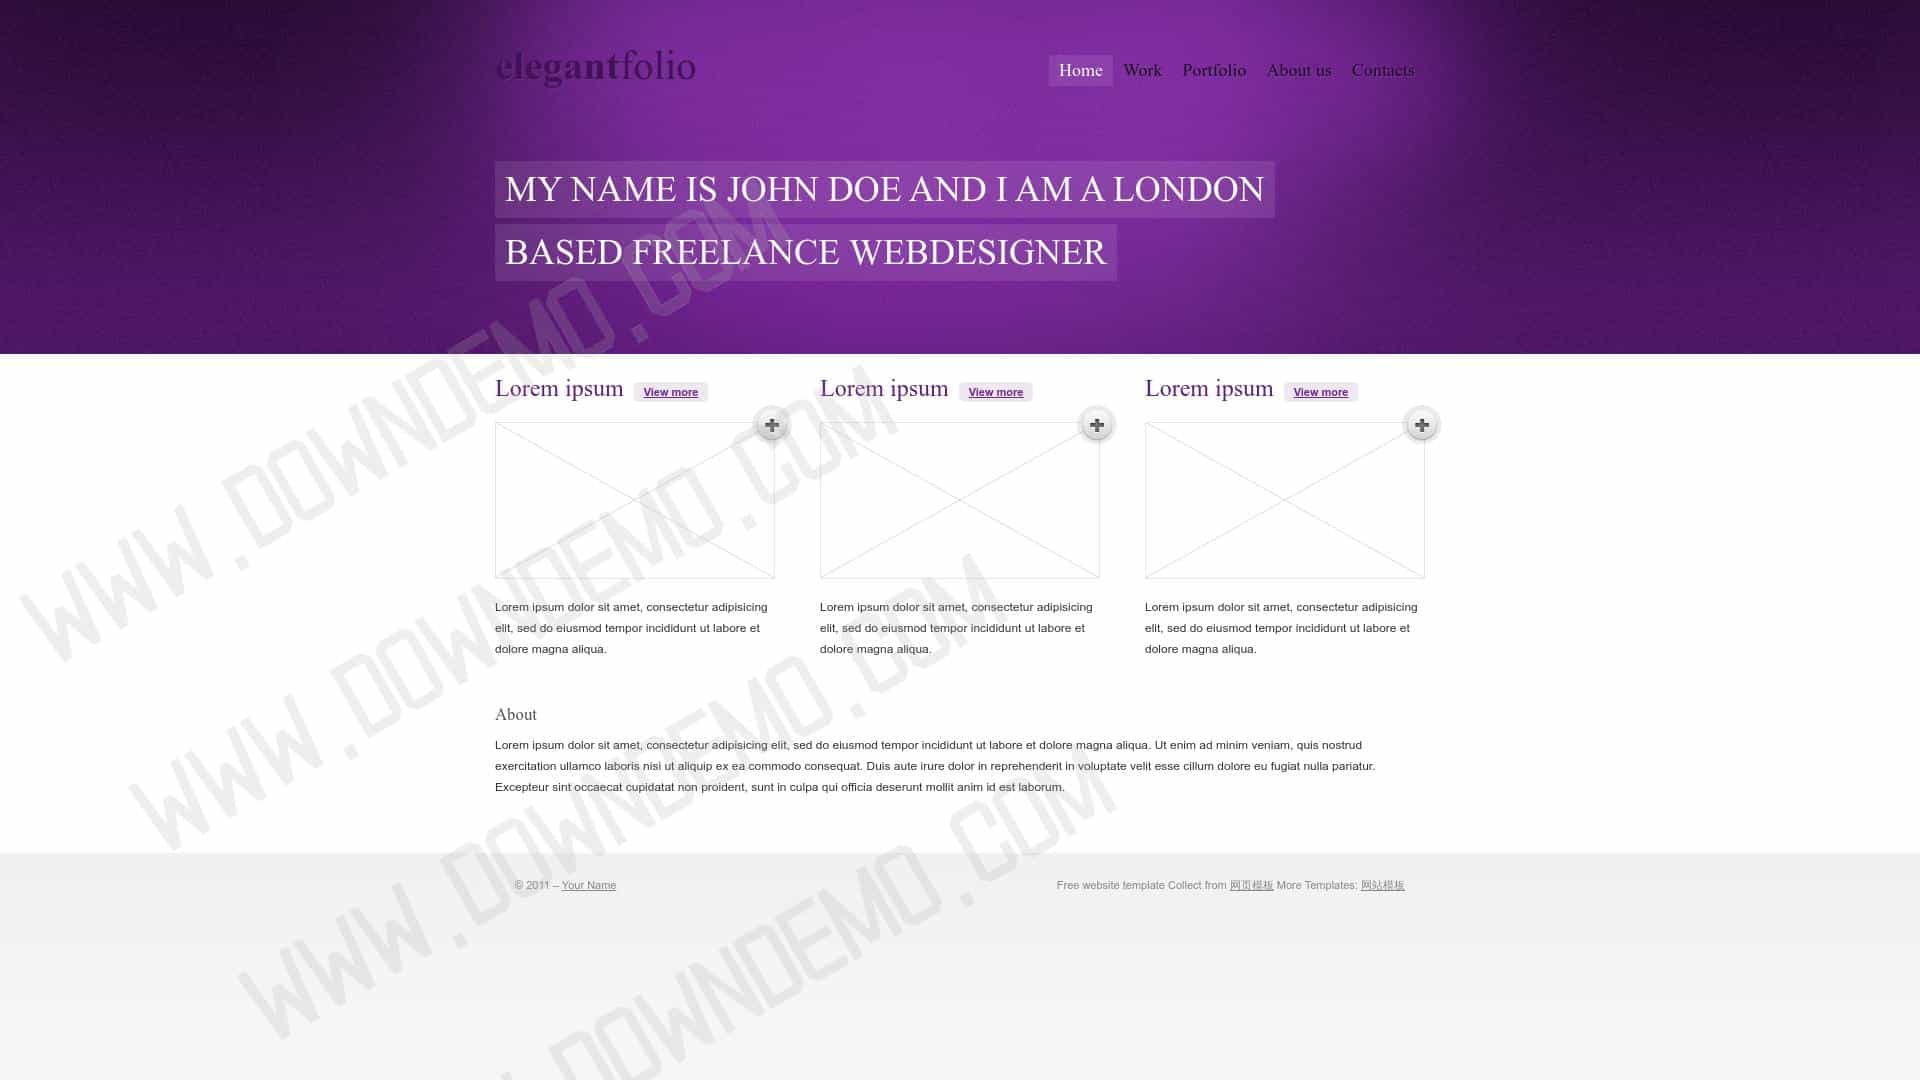 elegantfolio
Home Work Portfolio About us Contacts
MY NAME IS JOHN DOE AND I AM A LONDON
BASED FREELANCE WEBDESIGNER
Lorem ipsum View more
Lorem ipsum View more
Lorem ipsum View more
Lorem ipsum dolor sit amet, consectetur adipisicing
elit, sed do eiusmod tempor incididunt ut labore et
dolore magna aliqua.
Lorem ipsum dolor sit amet, consectetur adipisicing
elit, sed do eiusmod tempor incididunt ut labore et
dolore magna aliqua.
Lorem ipsum dolor sit amet, consectetur adipisicing
elit, sed do eiusmod tempor incididunt ut labore et
dolore magna aliqua.
About
Lorem ipsum dolor sit amet, consectetur adipisicing elit, sed do eiusmod tempor incididunt ut labore et dolore magna aliqua. Ut enim ad minim veniam, quis nostrud
exercitation ullamco laboris nisi ut aliquip ex ea commodo consequat. Duis aute irure dolor in reprehenderit in voluptate velit esse cillum dolore eu fugiat nulla pariatur.
Excepteur sint occaecat cupidatat non proident, sunt in culpa qui officia deserunt mollit anim id est laborum.
© 2011 – Your Name
Free website template Collect from 网页模板 More Templates: 网站模板
WWW.DOWNDEMO.COM
WWW.DOWNDEMO.COM
WWW.DOWNDEMO.COM
.DOWNDEMO.COM